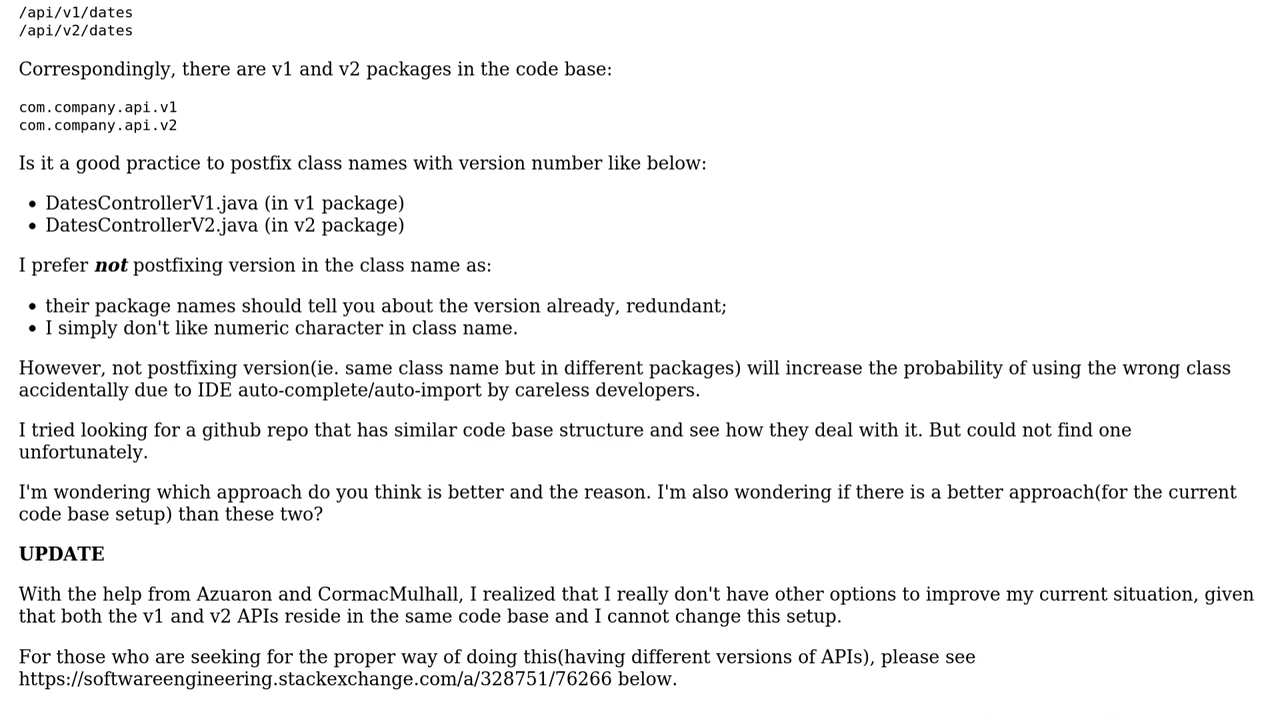 /api/v1/dates
/api/v2/dates
Correspondingly, there are v1 and v2 packages in the code base:
com.company.api.v1
com.company.api.v2
Is it a good practice to postfix class names with version number like below:
• DatesControllerV1.java (in v1 package)
• DatesControllerV2.java (in v2 package)
I prefer not postfixing version in the class name as:
• their package names should tell you about the version already, redundant;
• I simply don't like numeric character in class name.
However, not postfixing version(ie. same class name but in different packages) will increase the probability of using the wrong class
accidentally due to IDE auto-complete/auto-import by careless developers.
I tried looking for a github repo that has similar code base structure and see how they deal with it. But could not find one
unfortunately.
I'm wondering which approach do you think is better and the reason. I'm also wondering if there is a better approach(for the current
code base setup) than these two?
UPDATE
With the help from Azuaron and CormacMulhall, I realized that I really don't have other options to improve my current situation, given
that both the v1 and v2 APIs reside in the same code base and I cannot change this setup.
For those who are seeking for the proper way of doing this(having different versions of APIs), please see
https://softwareengineering.stackexchange.com/a/328751/76266 below.